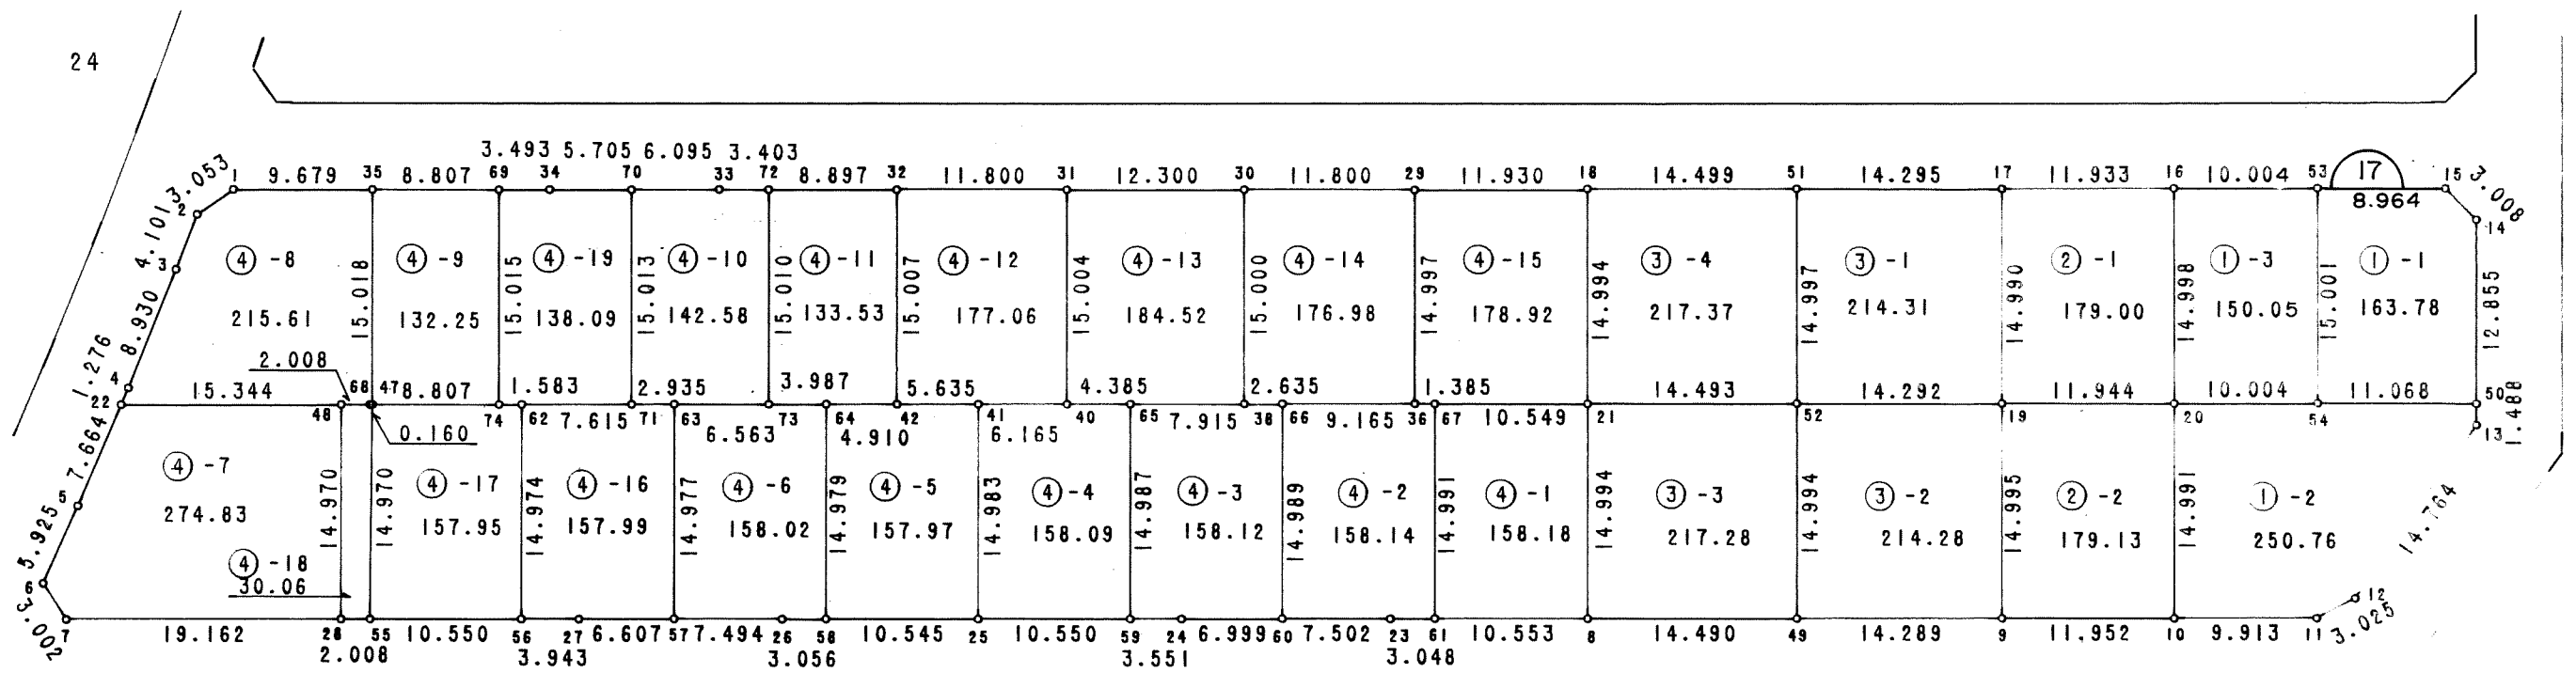 24
3.493 5.705 6.095 3.403
3.053 1 9.679 35 8.807 69 34 70 33 72 8.897 32 11.800 31 12.300 30 11.800 29 11.930 18 14.499 51 14.295 17 11.933 16 10.004 53 17 15 3.008
8.964
2 14
4.101
3 ④-8 ④-9 ④-19 ④-10 ④-11 ④-12 ④-13 ④-14 ④-15 ③-4 ③-1 ②-1 ①-3 ①-1
15.018 15.015 15.013 15.010 15.007 15.004 15.000 14.997 14.994 14.997 14.990 14.998 15.001 12.855
8.930 215.61 132.25 138.09 142.58 133.53 177.06 184.52 176.98 178.92 217.37 214.31 179.00 150.05 163.78
1.276 2.008
4 15.344 68 47 8.807 1.583 2.935 3.987 5.635 4.385 2.635 1.385 14.493 14.292 11.944 10.004 11.068 50 1.488
22 48 74 62 7.615 71 63 73 64 42 41 40 65 7.915 38 66 9.165 36 67 10.549 21 52 19 20 54 13
0.160 6.563 4.910 6.165
7.664
④-7 ④-17 ④-16 ④-6 ④-5 ④-4 ④-3 ④-2 ④-1 ③-3 ③-2 ②-2 ①-2
5 14.970 14.970 14.974 14.977 14.979 14.983 14.987 14.989 14.991 14.994 14.994 14.995 14.991 14.764
274.83 157.95 157.99 158.02 157.97 158.09 158.12 158.14 158.18 217.28 214.28 179.13 250.76
5.925
④-18
6 30.06 12
3.002
7 19.162 28 55 10.550 56 27 6.607 57 7.494 26 58 10.545 25 10.550 59 24 6.999 60 7.502 23 61 10.553 8 14.490 49 14.289 9 11.952 10 9.913 11 3.025
2.008 3.943 3.056 3.551 3.048